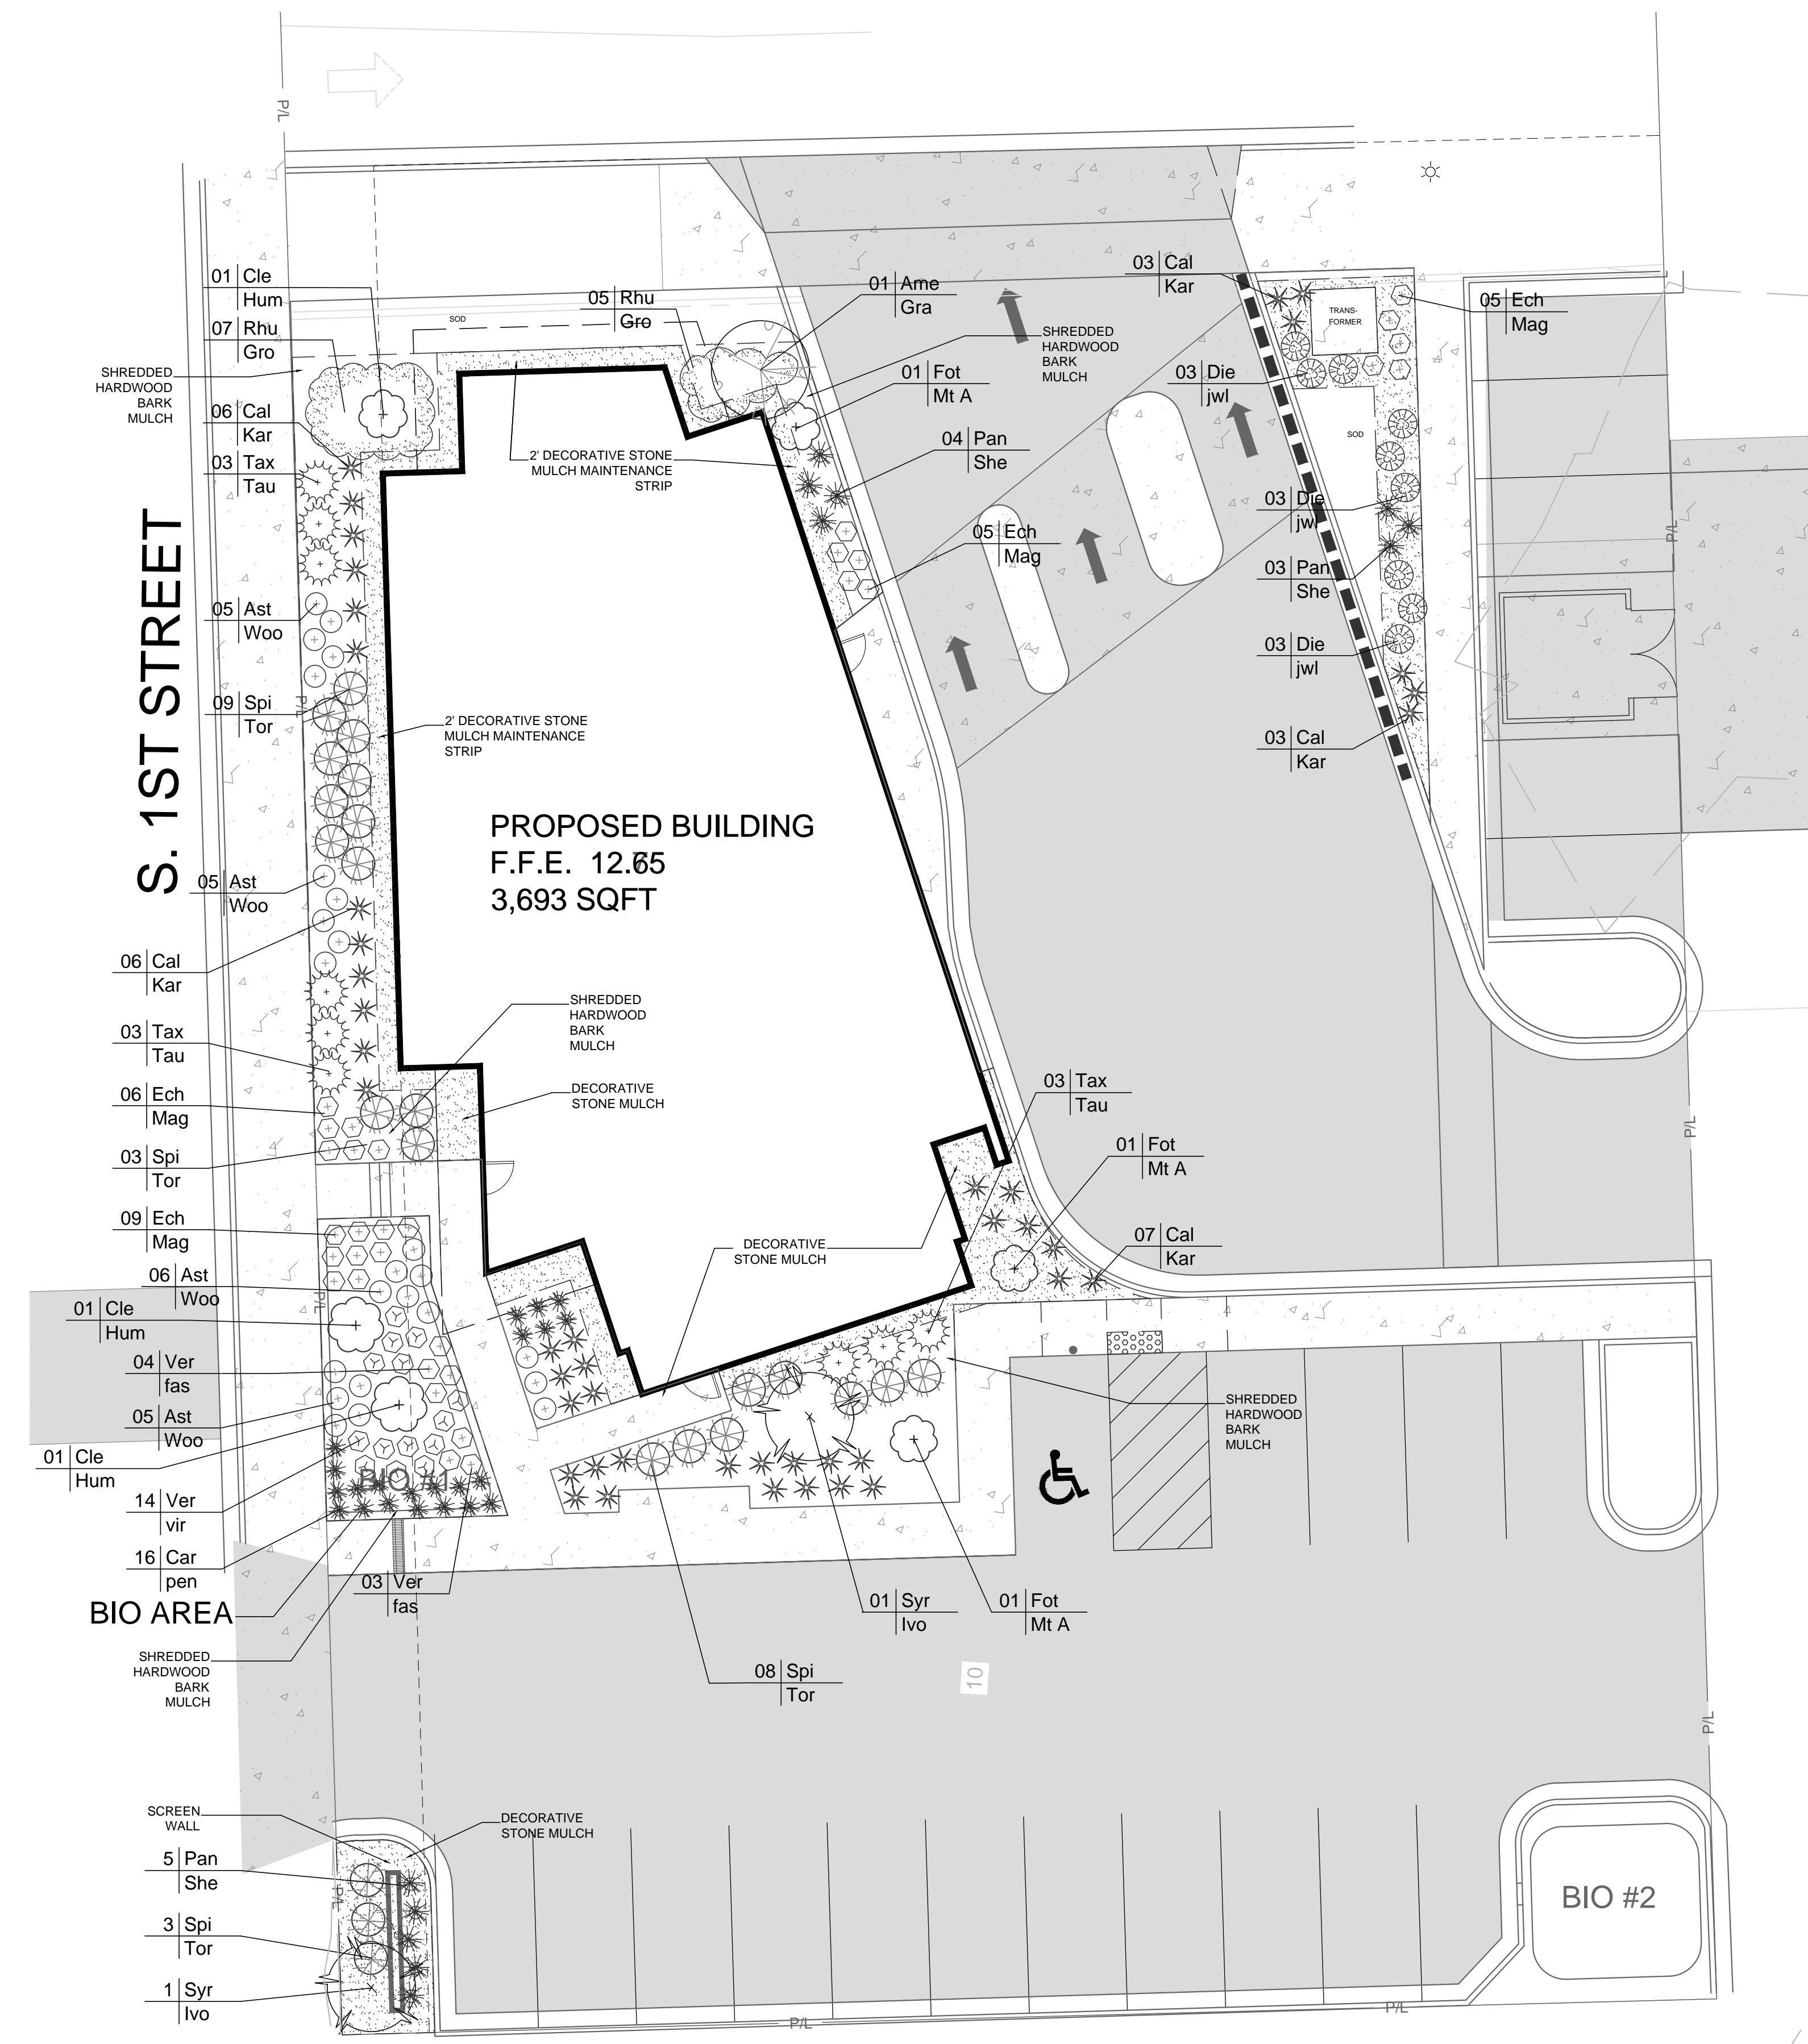 P/L
01 Cle
Hum
07 Rhu
Gro
SHREDDED
HARDWOOD
BARK
MULCH
06 Cal
Kar
03 Tax
Tau
05 Ast
Woo
09 Spi
Tor
P/L
05 Ast
Woo
06 Cal
Kar
03 Tax
Tau
06 Ech
Mag
03 Spi
Tor
09 Ech
Mag
06 Ast
Woo
P/L
01 Cle
Hum
04 Ver
fas
05 Ast
Woo
01 Cle
Hum
14 Ver
vir
16 Car
pen
BIO AREA
SHREDDED
HARDWOOD
BARK
MULCH
SCREEN
WALL
5 Pan
She
3 Spi
Tor
1 Syr
Ivo
P/L
S. 1ST STREET
SOD
05 Rhu
Gro
01 Ame
Gra
SHREDDED
HARDWOOD
BARK
MULCH
01 Fot
Mt A
04 Pan
She
2' DECORATIVE STONE
MULCH MAINTENANCE
STRIP
05 Ech
Mag
2' DECORATIVE STONE
MULCH MAINTENANCE
STRIP
PROPOSED BUILDING
F.F.E. 12.65
3,693 SQFT
SHREDDED
HARDWOOD
BARK
MULCH
DECORATIVE
STONE MULCH
DECORATIVE
STONE MULCH
03 Cal
Kar
TRANS-
FORMER
05 Ech
Mag
03 Die
jwl
SOD
03 Die
jwl
03 Pan
She
03 Die
jwl
03 Cal
Kar
P/L
03 Tax
Tau
01 Fot
Mt A
07 Cal
Kar
P/L
SHREDDED
HARDWOOD
BARK
MULCH
BIO #1
03 Ver
fas
01 Syr
Ivo
01 Fot
Mt A
08 Spi
Tor
10
P/L
DECORATIVE
STONE MULCH
BIO #2
P/L
P/L